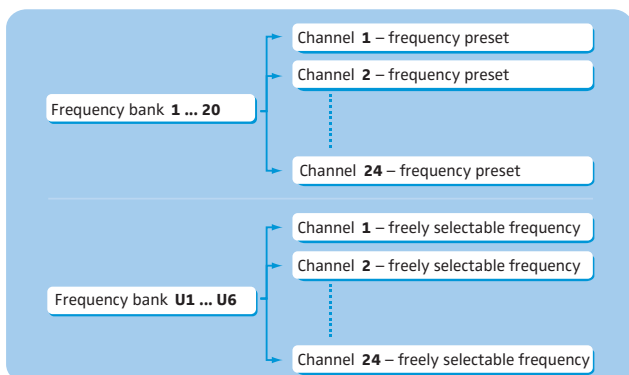 Channel 1 – frequency preset
Channel 2 – frequency preset
Frequency bank 1 ... 20
Channel 24 – frequency preset
Channel 1 – freely selectable frequency
Channel 2 – freely selectable frequency
Frequency bank U1 ... U6
Channel 24 – freely selectable frequency